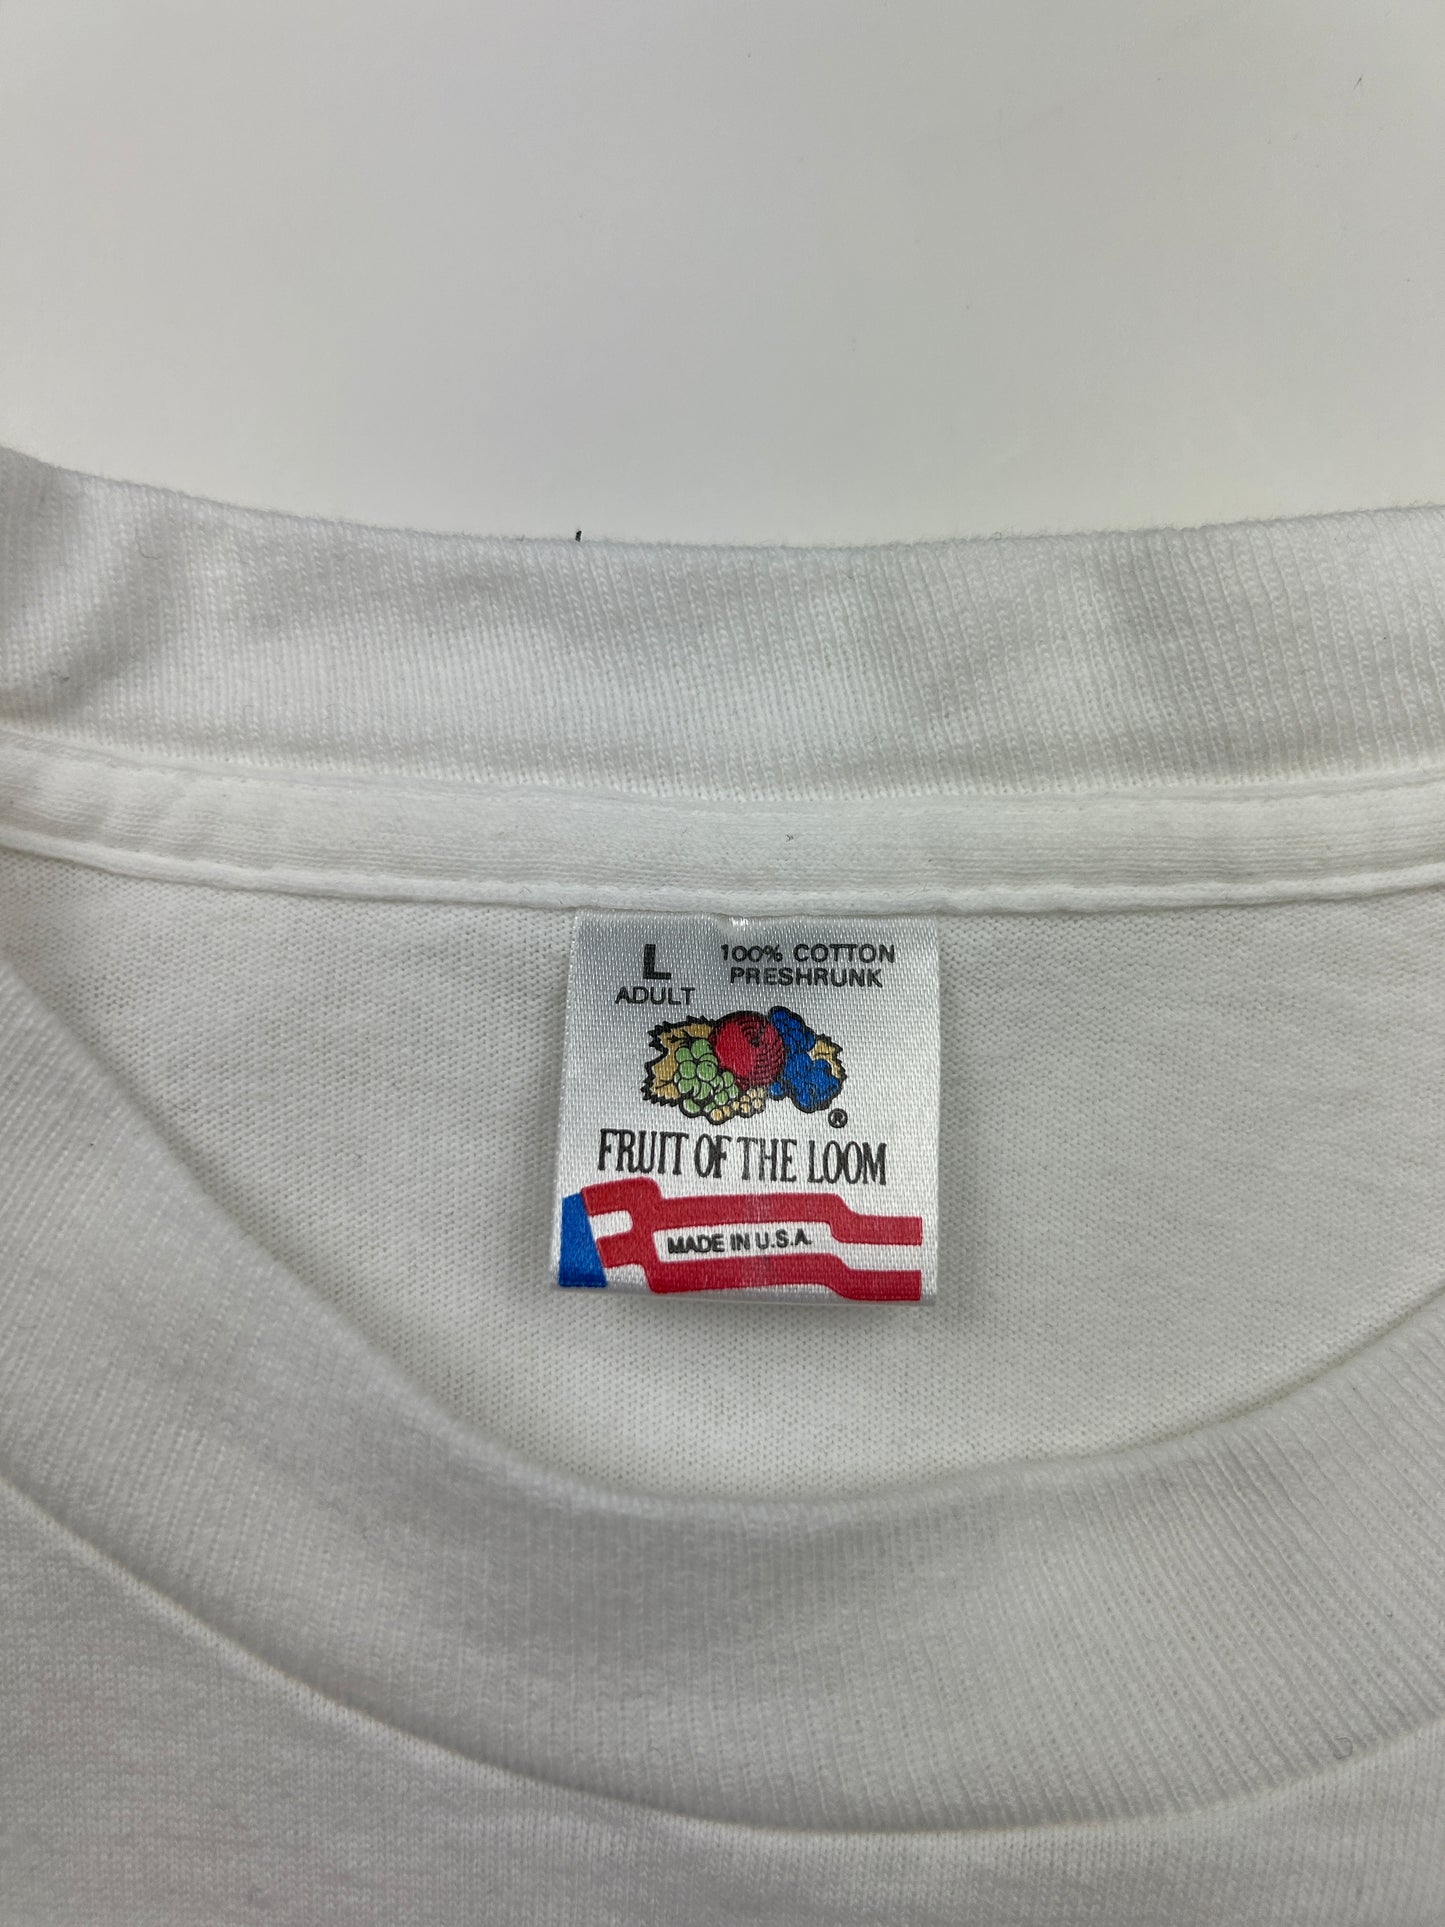 L
ADULT
100% COTTON
PRESHRUNK
®
FRUIT OF THE LOOM
MADE IN U.S.A.